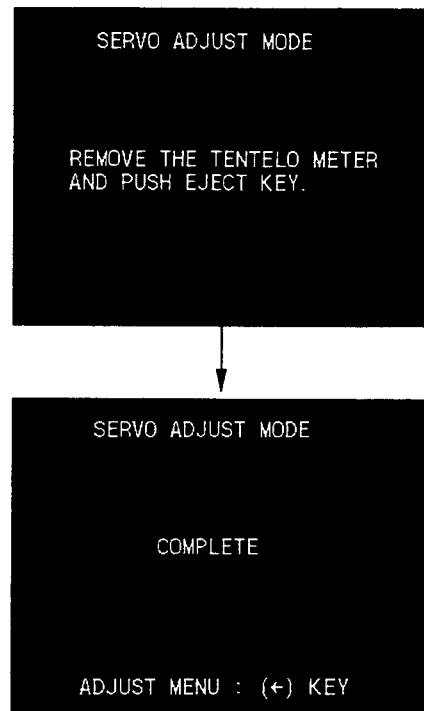 SERVO ADJUST MODE
REMOVE THE TENTELO METER
AND PUSH EJECT KEY.
SERVO ADJUST MODE
COMPLETE
ADJUST MENU : (←) KEY